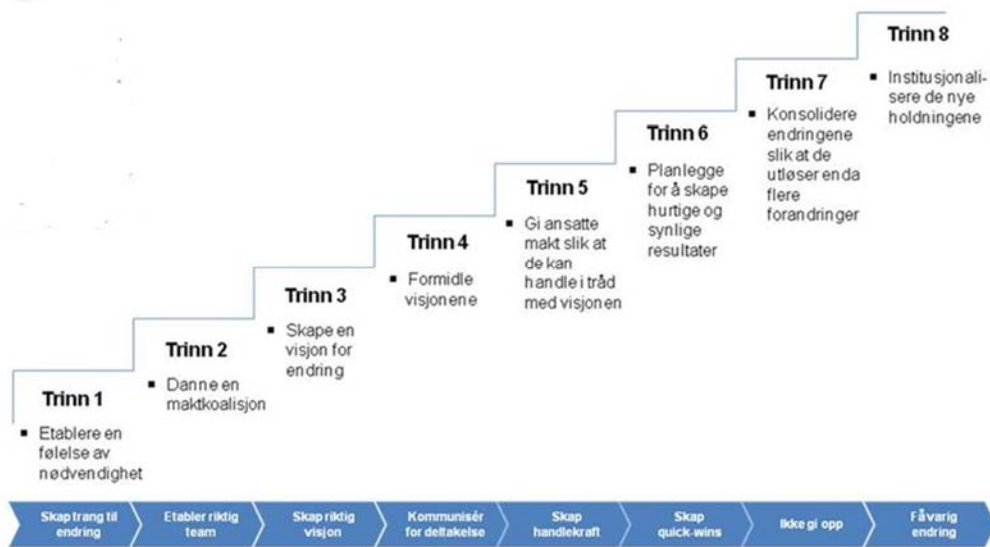 Trinn 1
▪ Etablere en
følelse av
nødvendighet
Trinn 2
▪ Danne en
maktkoalisjon
Trinn 3
▪ Skape en
visjon for
endring
Trinn 4
▪ Formidle
visjonene
Trinn 5
▪ Gi ansatte
makt slik at
de kan
handle i tråd
med visjonen
Trinn 6
▪ Planlegge
for å skape
hurtige og
synlige
resultater
Trinn 7
▪ Konsolidere
endringene
slik at de
utløser enda
flere
forandringer
Trinn 8
▪ Institusjonali-
sere de nye
holdningene
Skap trang til
endring
Etabler riktig
team
Skap riktig
visjon
Kommunisér
for deltakelse
Skap
handlekraft
Skap
quick-wins
Ikke gi opp
Få varig
endring